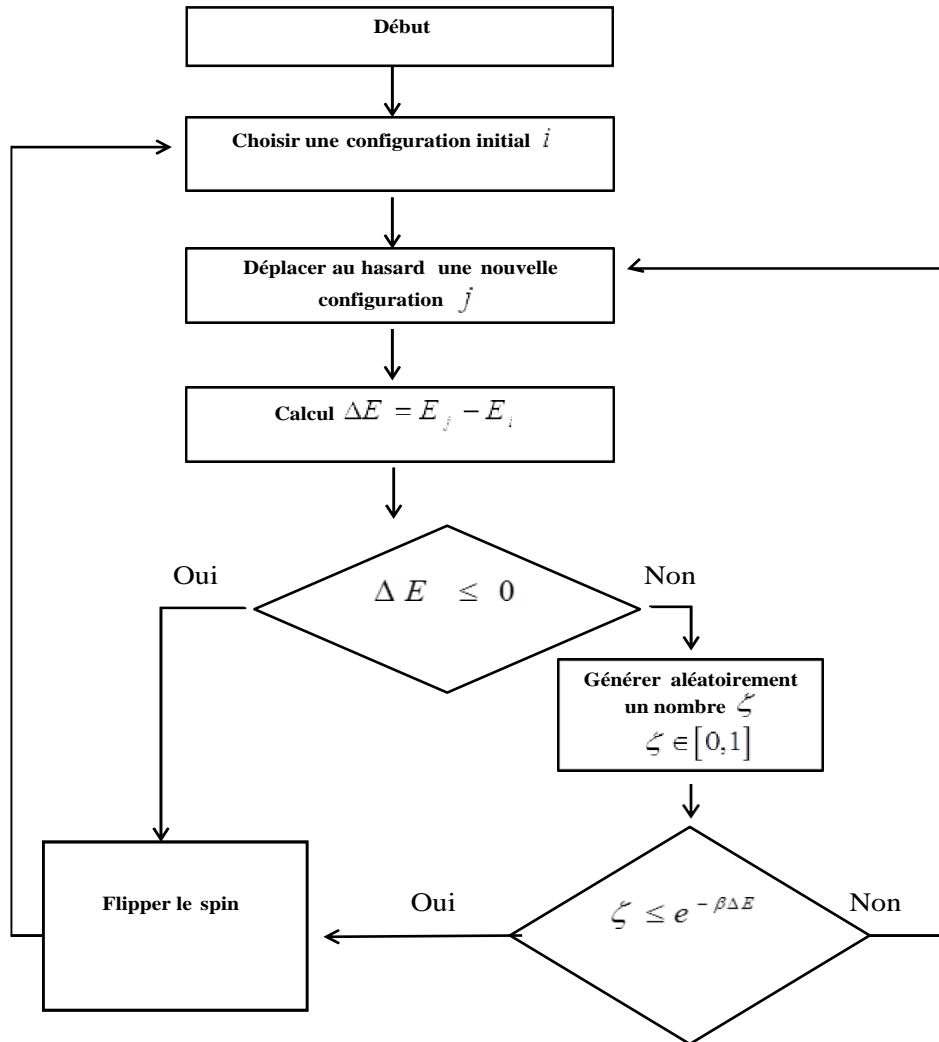 Début
Choisir une configuration initial i
Déplacer au hasard une nouvelle
configuration j
Calcul ΔE = E_j − E_i
Oui
Non
Δ E ≤ 0
Générer aléatoirement
un nombre ζ
ζ ∈ [0,1]
Flipper le spin
Oui
ζ ≤ e^{−βΔE}
Non